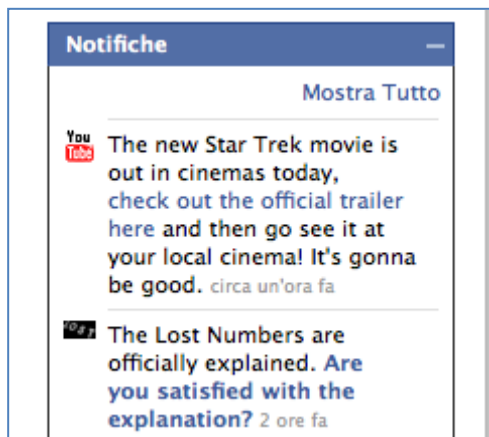 Notifiche
Mostra Tutto
You
Tube
The new Star Trek movie is
out in cinemas today,
check out the official trailer
here and then go see it at
your local cinema! It's gonna
be good. circa un'ora fa
The Lost Numbers are
officially explained. Are
you satisfied with the
explanation? 2 ore fa